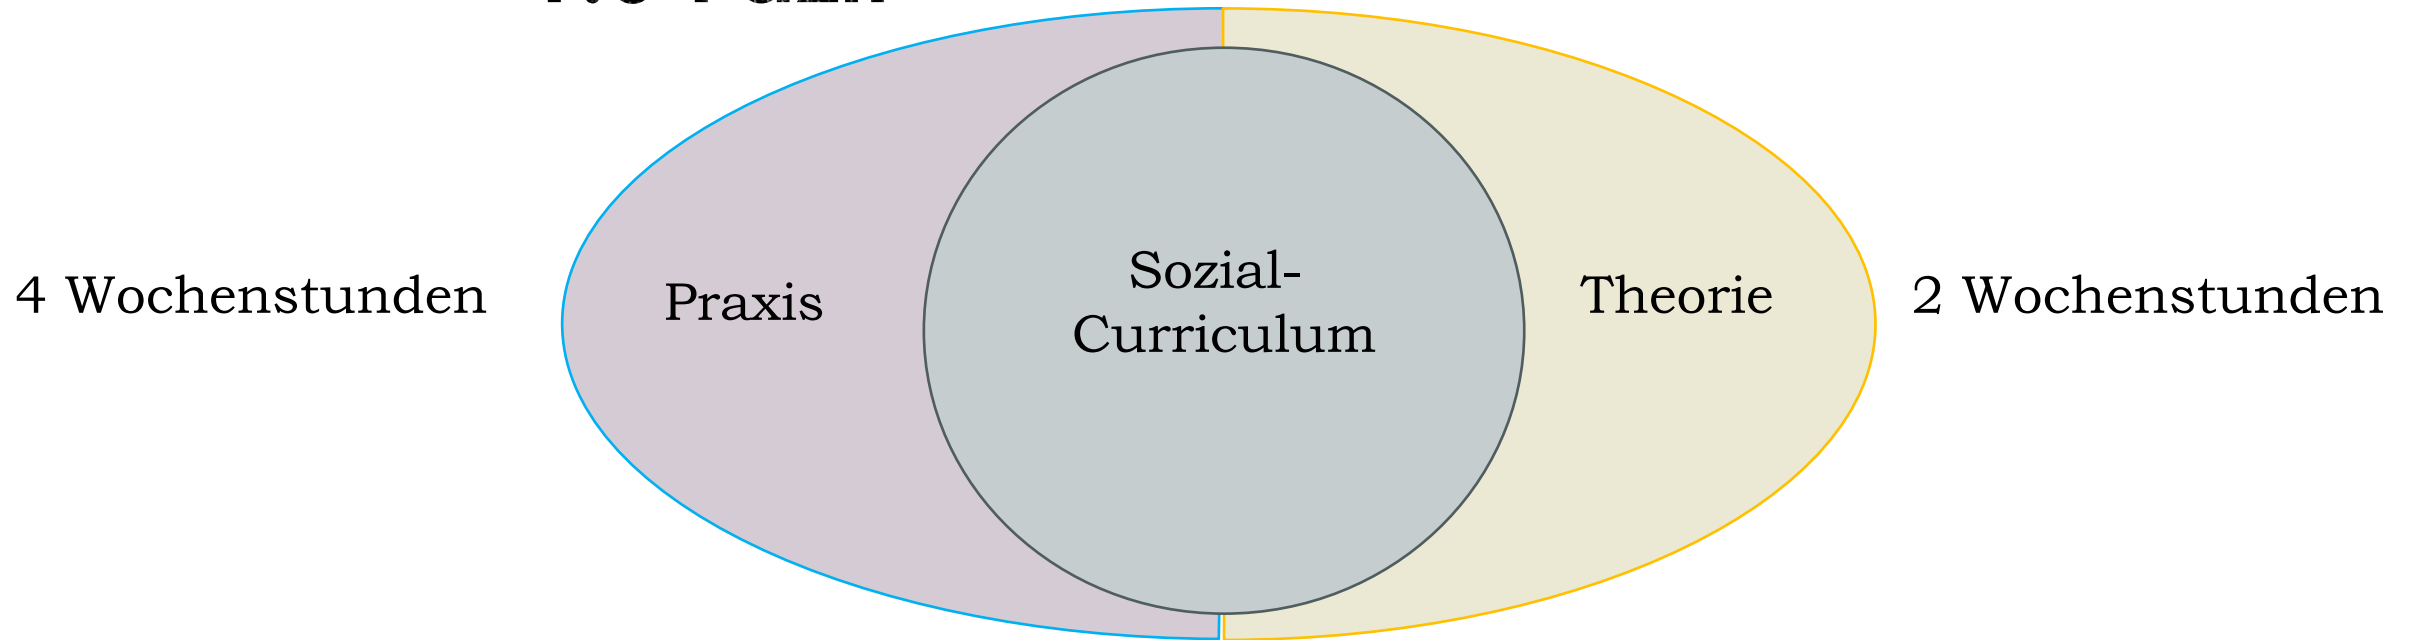 4 Wochenstunden
Praxis
Sozial-
Curriculum
Theorie
2 Wochenstunden